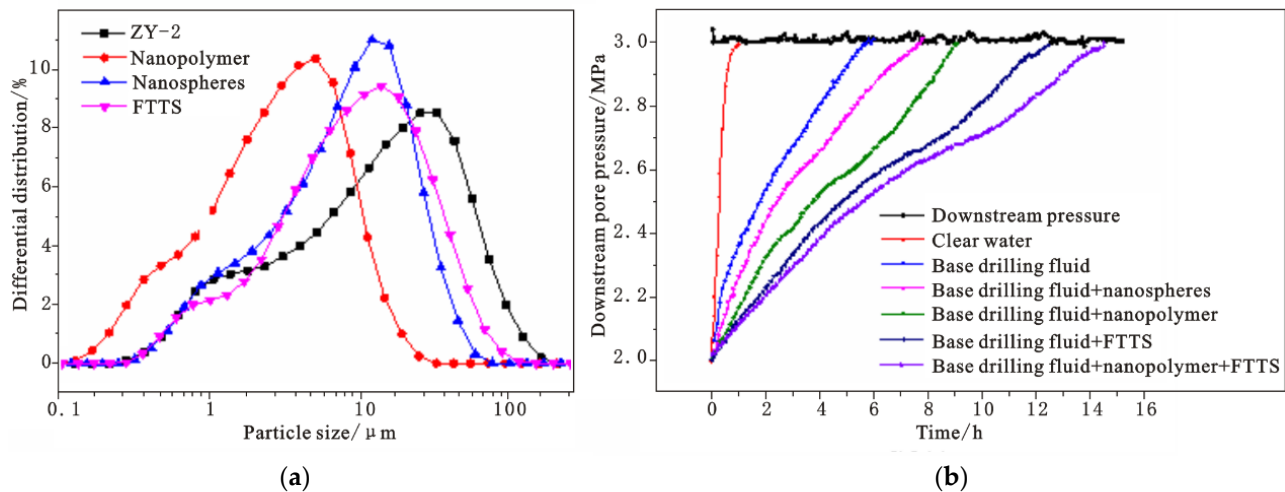 ZY-2
Nanopolymer
Nanospheres
FTTS
Differential distribution/%
10
8
6
4
2
0
0.1
1
10
100
Particle size/ μm
(a)
Downstream pore pressure/MPa
3.0
2.8
2.6
2.4
2.2
2.0
Downstream pressure
Clear water
Base drilling fluid
Base drilling fluid+nanospheres
Base drilling fluid+nanopolymer
Base drilling fluid+FTTS
Base drilling fluid+nanopolymer+FTTS
0 2 4 6 8 10 12 14 16
Time/h
(b)